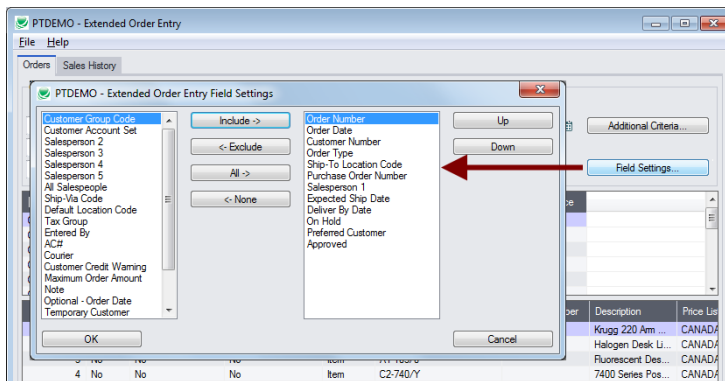 PTDEMO - Extended Order Entry
File Help
Orders Sales History
PTDEMO - Extended Order Entry Field Settings
Customer Group Code
Customer Account Set
Salesperson 2
Salesperson 3
Salesperson 4
Salesperson 5
All Salespeople
Ship-Via Code
Default Location Code
Tax Group
Entered By
AC#
Courier
Customer Credit Warning
Maximum Order Amount
Note
Optional - Order Date
Temporary Customer
Include ->
<- Exclude
All ->
<- None
Order Number
Order Date
Customer Number
Order Type
Ship-To Location Code
Purchase Order Number
Salesperson 1
Expected Ship Date
Deliver By Date
On Hold
Preferred Customer
Approved
Up
Down
OK
Cancel
Additional Criteria...
Field Settings...
Description Price Lis
Krugg 220 Am ... CANADA
Halogen Desk Li... CANADA
Fluorescent Des... CANADA
4 No No No Item C2-740/Y 7400 Series Pos... CANADA